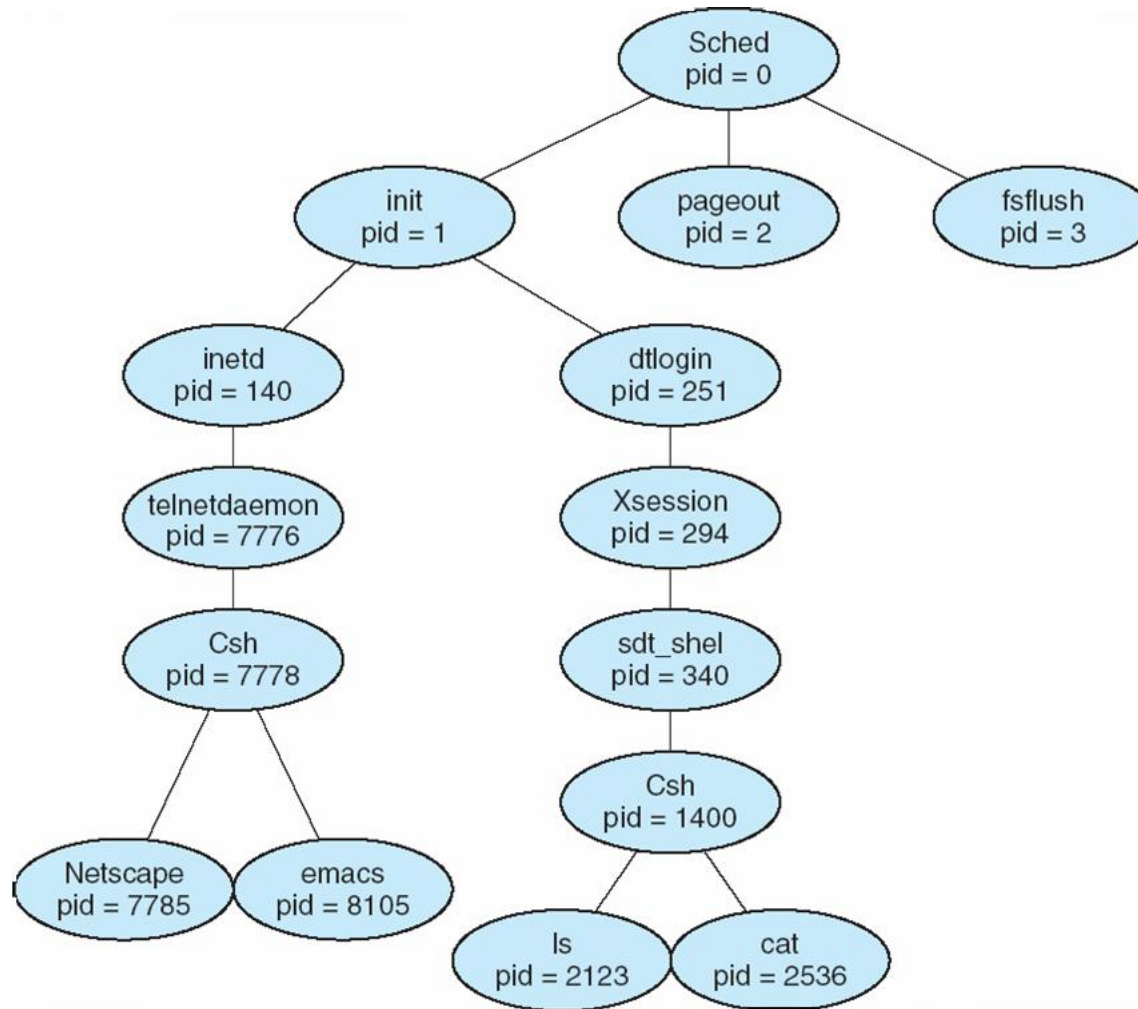 Sched
pid = 0
init
pid = 1
pageout
pid = 2
fsflush
pid = 3
inetd
pid = 140
dtlogin
pid = 251
telnetdaemon
pid = 7776
Xsession
pid = 294
Csh
pid = 7778
sdt_shel
pid = 340
Csh
pid = 1400
Netscape
pid = 7785
emacs
pid = 8105
ls
pid = 2123
cat
pid = 2536